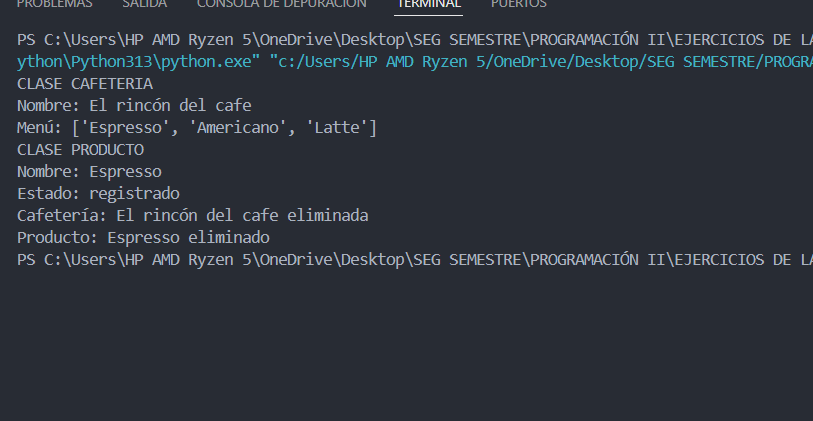 PROBLEMAS SALIDA CONSOLA DE DEPURACIÓN TERMINAL PUERTOS
PS C:\Users\HP AMD Ryzen 5\OneDrive\Desktop\SEG SEMESTRE\PROGRAMACIÓN II\EJERCICIOS DE LA
ython\Python313\python.exe" "c:/Users/HP AMD Ryzen 5/OneDrive/Desktop/SEG SEMESTRE/PROGRA
CLASE CAFETERIA
Nombre: El rincón del cafe
Menú: ['Espresso', 'Americano', 'Latte']
CLASE PRODUCTO
Nombre: Espresso
Estado: registrado
Cafetería: El rincón del cafe eliminada
Producto: Espresso eliminado
PS C:\Users\HP AMD Ryzen 5\OneDrive\Desktop\SEG SEMESTRE\PROGRAMACIÓN II\EJERCICIOS DE LA